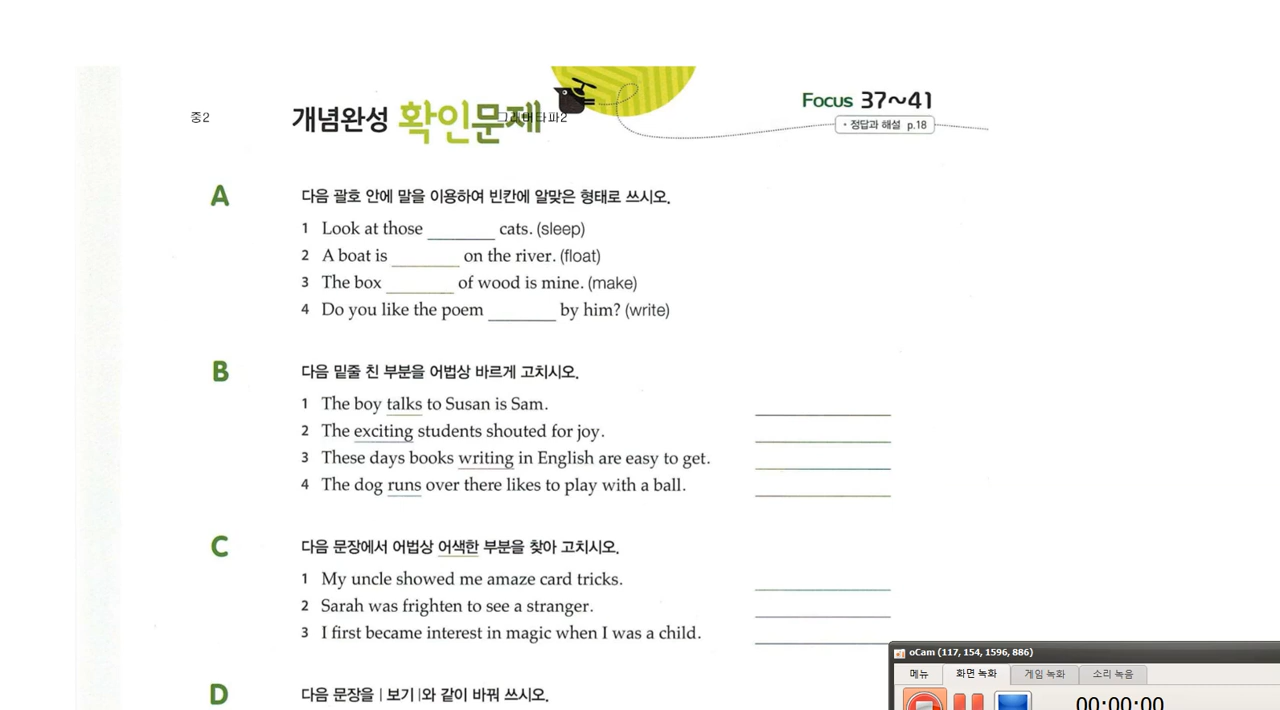 중2
개념완성 확인문제
그래머타파2
Focus 37~41
• 정답과 해설 p.18
A 다음 괄호 안에 말을 이용하여 빈칸에 알맞은 형태로 쓰시오.
1 Look at those ________ cats. (sleep)
2 A boat is ________ on the river. (float)
3 The box ________ of wood is mine. (make)
4 Do you like the poem ________ by him? (write)
B 다음 밑줄 친 부분을 어법상 바르게 고치시오.
1 The boy talks to Susan is Sam.
2 The exciting students shouted for joy.
3 These days books writing in English are easy to get.
4 The dog runs over there likes to play with a ball.
C 다음 문장에서 어법상 어색한 부분을 찾아 고치시오.
1 My uncle showed me amaze card tricks.
2 Sarah was frighten to see a stranger.
3 I first became interest in magic when I was a child.
D 다음 문장을 |보기|와 같이 바꿔 쓰시오.
oCam (117, 154, 1596, 886)
메뉴 화면 녹화 게임 녹화 소리 녹음
00:00:00